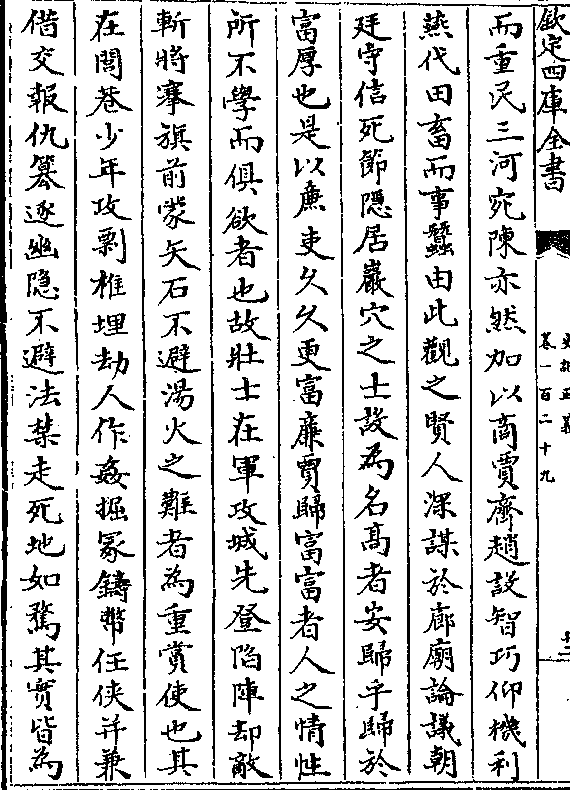 欽定四庫全書
史記正義
卷一百二十九
而重民三河宛陳亦然加以商賈齊趙設智巧仰機利
燕代田畜而事蠶由此觀之賢人深謀於廊廟論議朝
廷守信死節隱居巖穴之士設為名髙者安歸乎歸於
富厚也是以㢘吏久久更富㢘賈歸富富者人之情性
所不學而俱欲者也故壯士在軍攻城先登陷陣却敵
斬將搴旗前蒙矢石不避湯火之難者為重賞使也其
在閭巷少年攻剽椎埋劫人作姦掘冢鑄幣任俠并兼
借交報仇篡逐幽隐不避法禁走死地如騖其實皆為